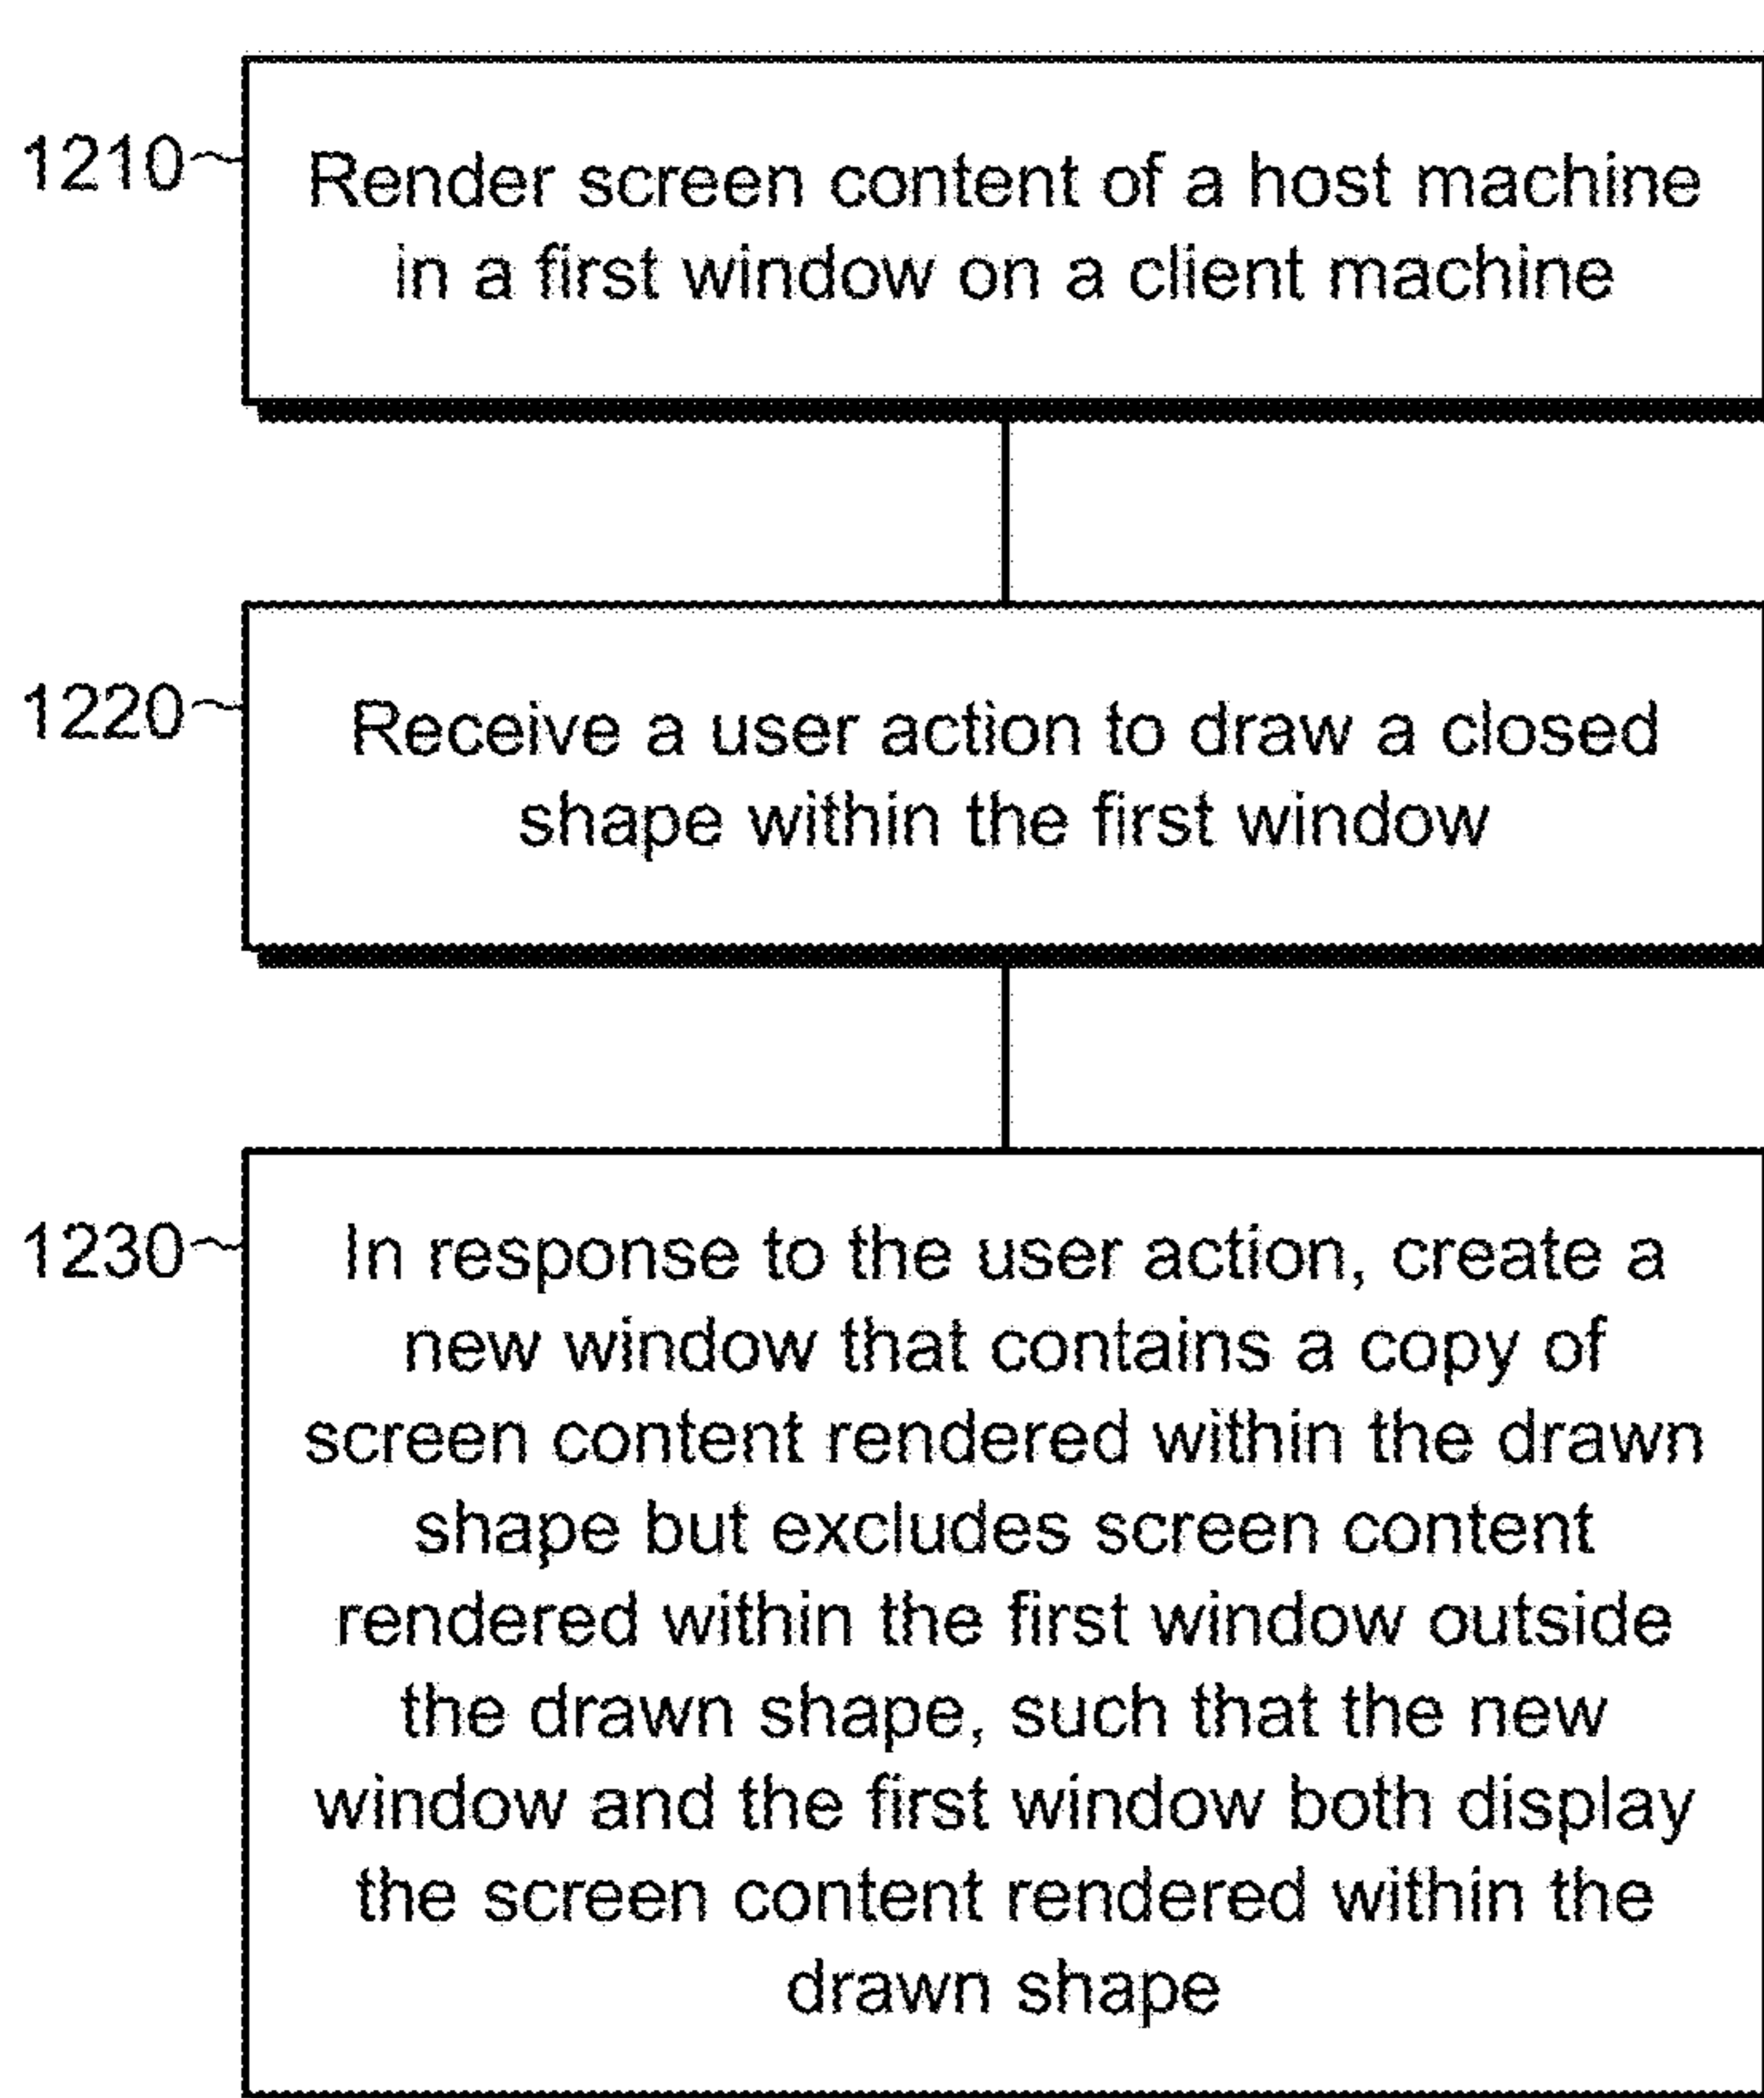 1210
Render screen content of a host machine
in a first window on a client machine
1220
Receive a user action to draw a closed
shape within the first window
1230
In response to the user action, create a
new window that contains a copy of
screen content rendered within the drawn
shape but excludes screen content
rendered within the first window outside
the drawn shape, such that the new
window and the first window both display
the screen content rendered within the
drawn shape